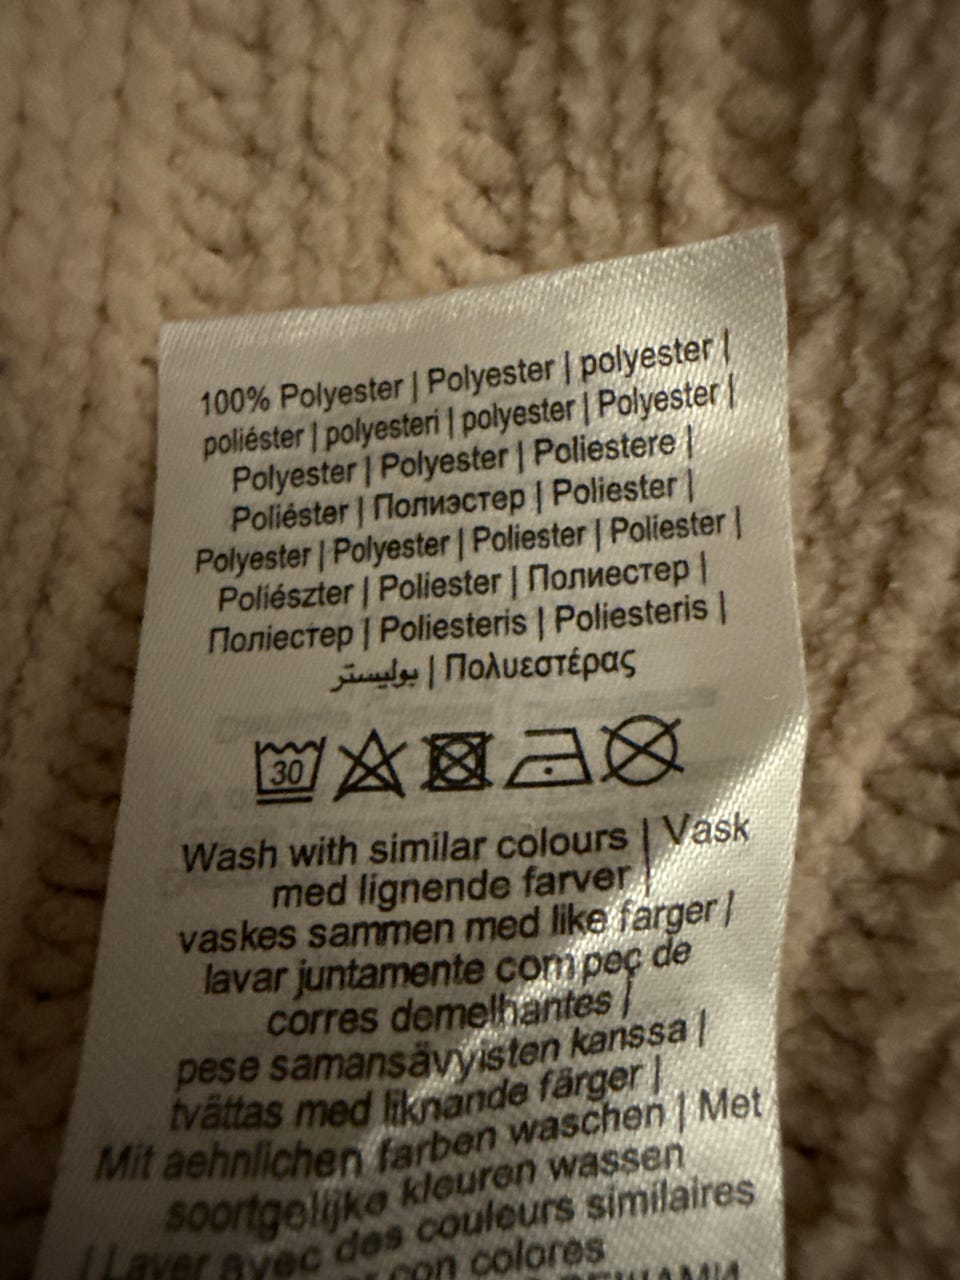 100% Polyester | Polyester | polyester |
poliéster | polyesteri | polyester | Polyester |
Polyester | Polyester | Poliestere |
Poliéster | Полиэстер | Poliester |
Polyester | Polyester | Poliester | Poliester |
Poliészter | Poliester | Полиестер |
Поліестер | Poliesteris | Poliesteris |
بوليستر | Πολυεστέρας
30
Wash with similar colours | Vask
med lignende farver |
vaskes sammen med like farger |
lavar juntamente com peç de
corres demelhantes |
pese samansävyisten kanssa |
tvättas med liknande färger |
Mit aehnlichen farben waschen | Met
soortgelijke kleuren wassen
| Laver avec des couleurs similaires
con colores